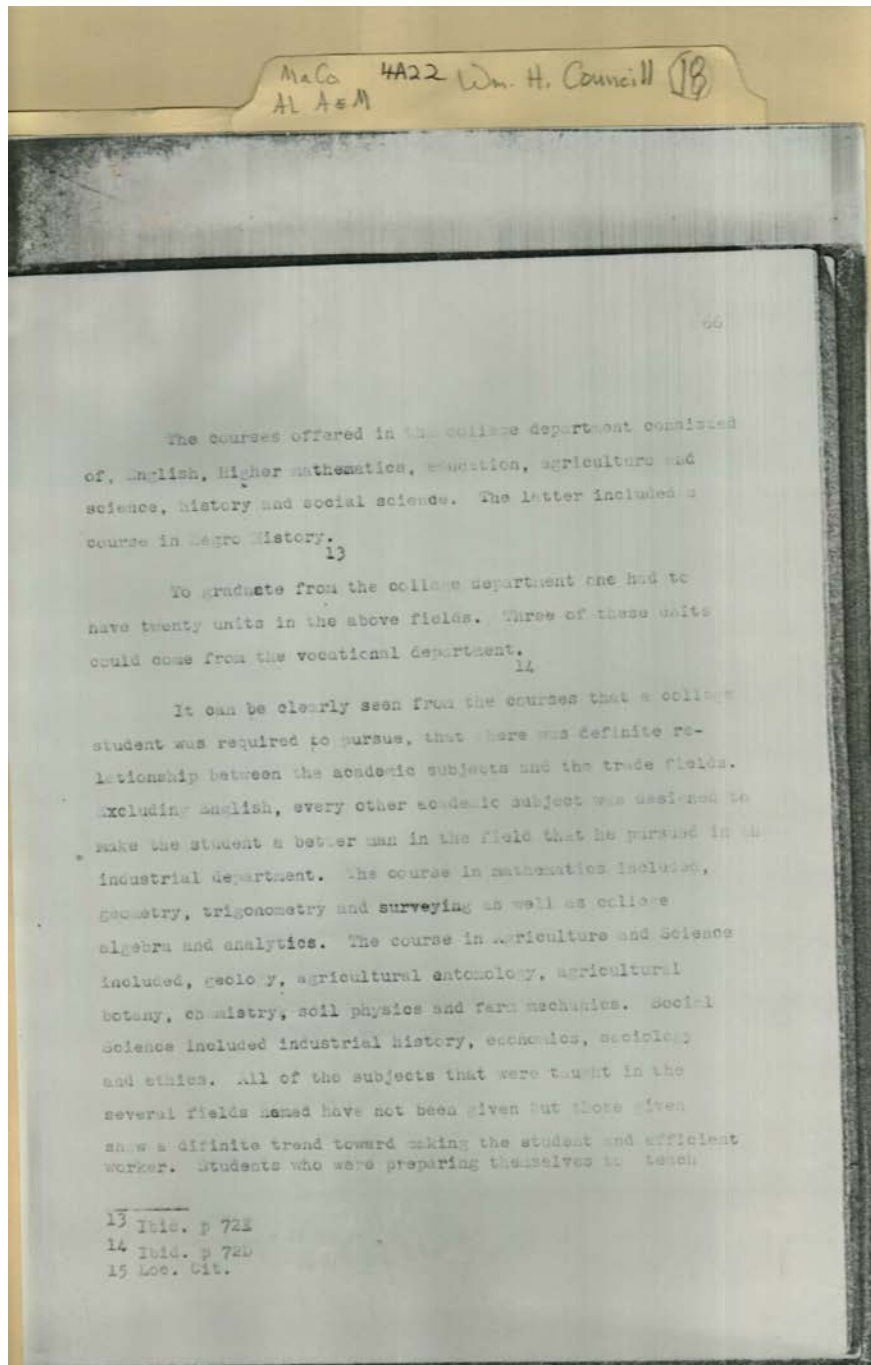 MaCo 4A22 Wm. H. Councill 18
AL A&M
66
The courses offered in the college department consisted
of, English, Higher mathematics, education, agriculture and
science, history and social science. The latter included a
course in Negro History.
13
To graduate from the college department one had to
have twenty units in the above fields. Three of these units
could come from the vocational department.
14
It can be clearly seen from the courses that a college
student was required to pursue, that there was definite re-
lationship between the academic subjects and the trade fields.
Excluding English, every other academic subject was designed to
make the student a better man in the field that he pursued in an
industrial department. The course in mathematics included,
geometry, trigonometry and surveying as well as college
algebra and analytics. The course in Agriculture and Science
included, geology, agricultural entomology, agricultural
botany, chemistry, soil physics and farm mechanics. Social
Science included industrial history, economics, sociology
and ethics. All of the subjects that were taught in the
several fields named have not been given but those given
show a difinite trend toward making the student and efficient
worker. Students who were preparing themselves to teach
13 Ibid. p 72
14 Ibid. p 72
15 Loc. Cit.